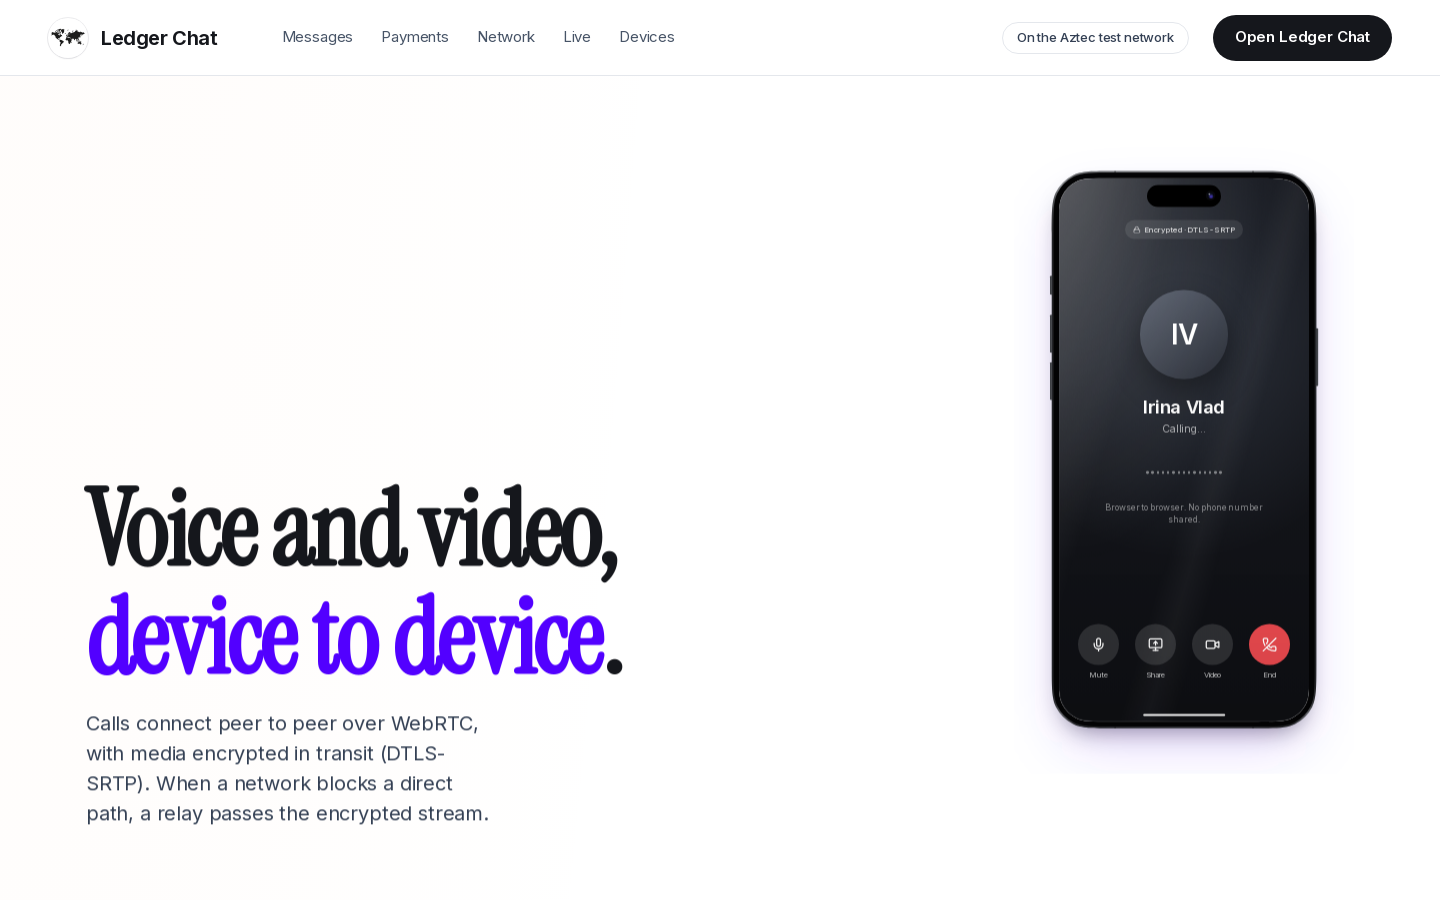 Ledger Chat
Messages
Payments
Network
Live
Devices
On the Aztec test network
Open Ledger Chat
Voice and video,
device to device.
Calls connect peer to peer over WebRTC,
with media encrypted in transit (DTLS-
SRTP). When a network blocks a direct
path, a relay passes the encrypted stream.
Encrypted · DTLS-SRTP
IV
Irina Vlad
Calling…
Browser to browser. No phone number
shared.
Mute
Share
Video
End